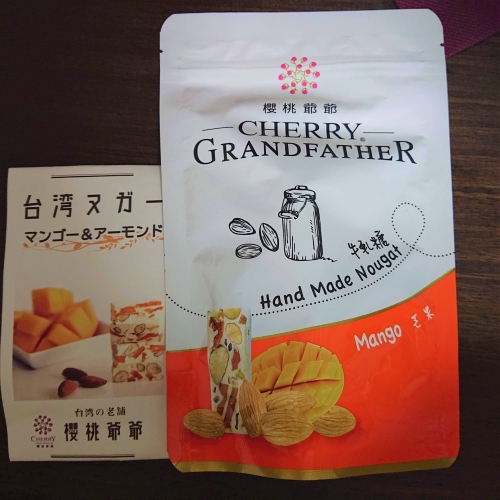 櫻桃爺爺
CHERRY
GRANDFATHER
牛軋糖
Hand Made Nougat
Mango 芒果
台湾ヌガー
マンゴー&アーモンド
台湾の老舗
CHERRY
櫻桃爺爺